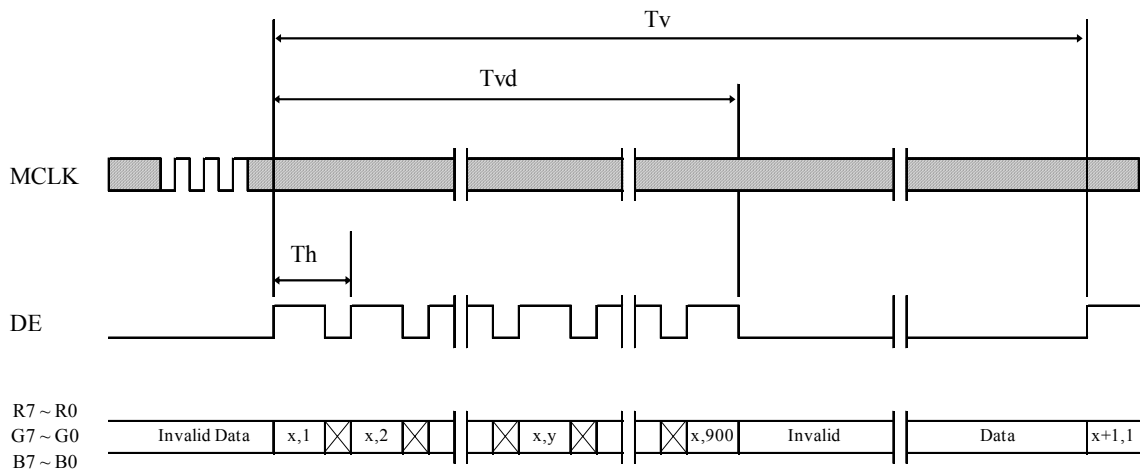 Tv
Tvd
MCLK
Th
DE
R7 ~ R0
G7 ~ G0
B7 ~ B0
Invalid Data
x,1
x,2
x,y
x,900
Invalid
Data
x+1,1